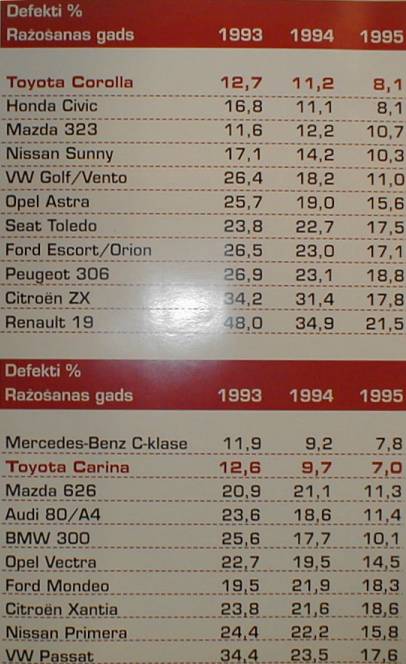 Defekti %
Ražošanas gads 1993 1994 1995
Toyota Corolla 12,7 11,2 8,1
Honda Civic 16,8 11,1 8,1
Mazda 323 11,6 12,2 10,7
Nissan Sunny 17,1 14,2 10,3
VW Golf/Vento 26,4 18,2 11,0
Opel Astra 25,7 19,0 15,6
Seat Toledo 23,8 22,7 17,5
Ford Escort/Orion 26,5 23,0 17,1
Peugeot 306 26,9 23,1 18,8
Citroën ZX 34,2 31,4 17,8
Renault 19 48,0 34,9 21,5
Defekti %
Ražošanas gads 1993 1994 1995
Mercedes-Benz C-klase 11,9 9,2 7,8
Toyota Carina 12,6 9,7 7,0
Mazda 626 20,9 21,1 11,3
Audi 80/A4 23,6 18,6 11,4
BMW 300 25,6 17,7 10,1
Opel Vectra 22,7 19,5 14,5
Ford Mondeo 19,5 21,9 18,3
Citroën Xantia 23,8 21,6 18,6
Nissan Primera 24,4 22,2 15,8
VW Passat 34,4 23,5 17,6